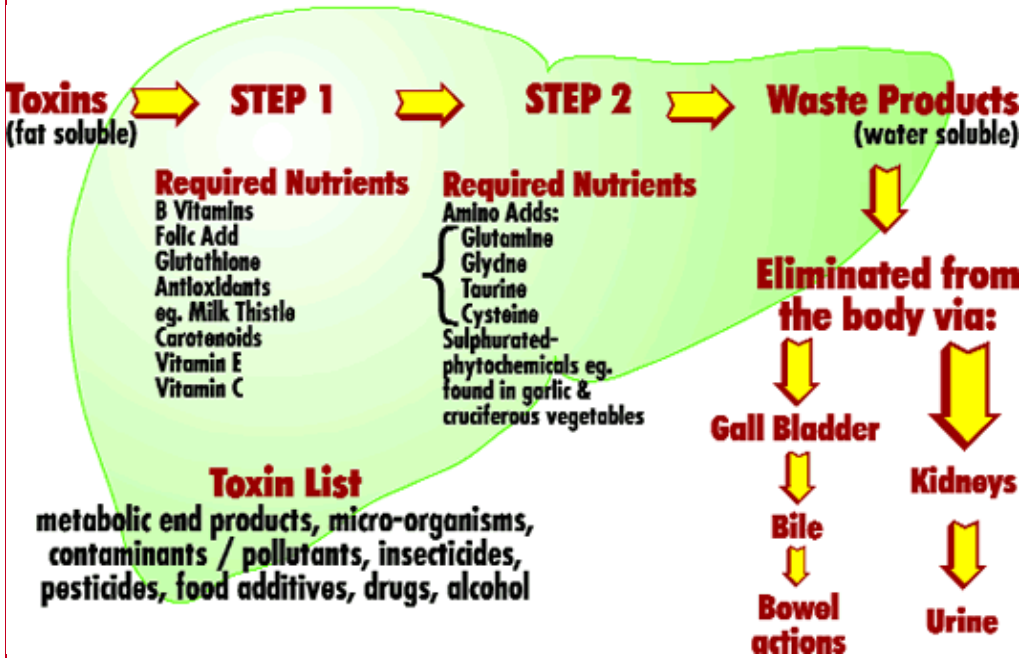 Toxins
(fat soluble)
STEP 1
STEP 2
Waste Products
(water soluble)
Required Nutrients
B Vitamins
Folic Acid
Glutathione
Antioxidants
eg. Milk Thistle
Carotenoids
Vitamin E
Vitamin C
Required Nutrients
Amino Acids:
Glutamine
Glycine
Taurine
Cysteine
Sulphurated-
phytochemicals eg.
found in garlic &
cruciferous vegetables
Eliminated from
the body via:
Gall Bladder
Bile
Bowel
actions
Kidneys
Urine
Toxin List
metabolic end products, micro-organisms,
contaminants / pollutants, insecticides,
pesticides, food additives, drugs, alcohol